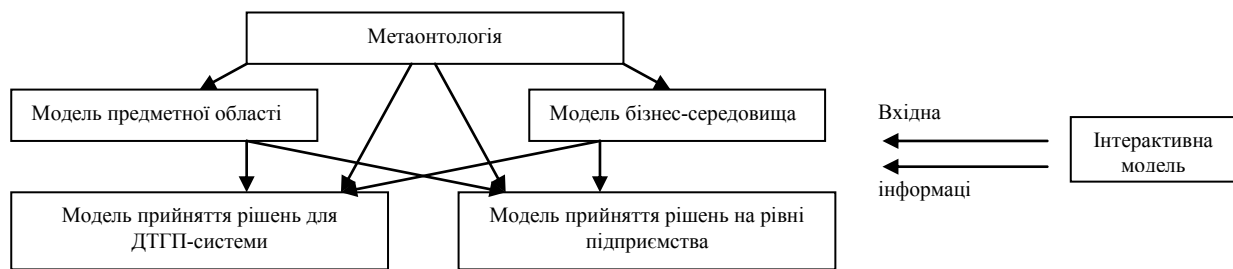 Метаонтологія
Модель предметної області
Модель бізнес-середовища
Вхідна
інформаці
Інтерактивна
модель
Модель прийняття рішень для
ДТГП-системи
Модель прийняття рішень на рівні
підприємства